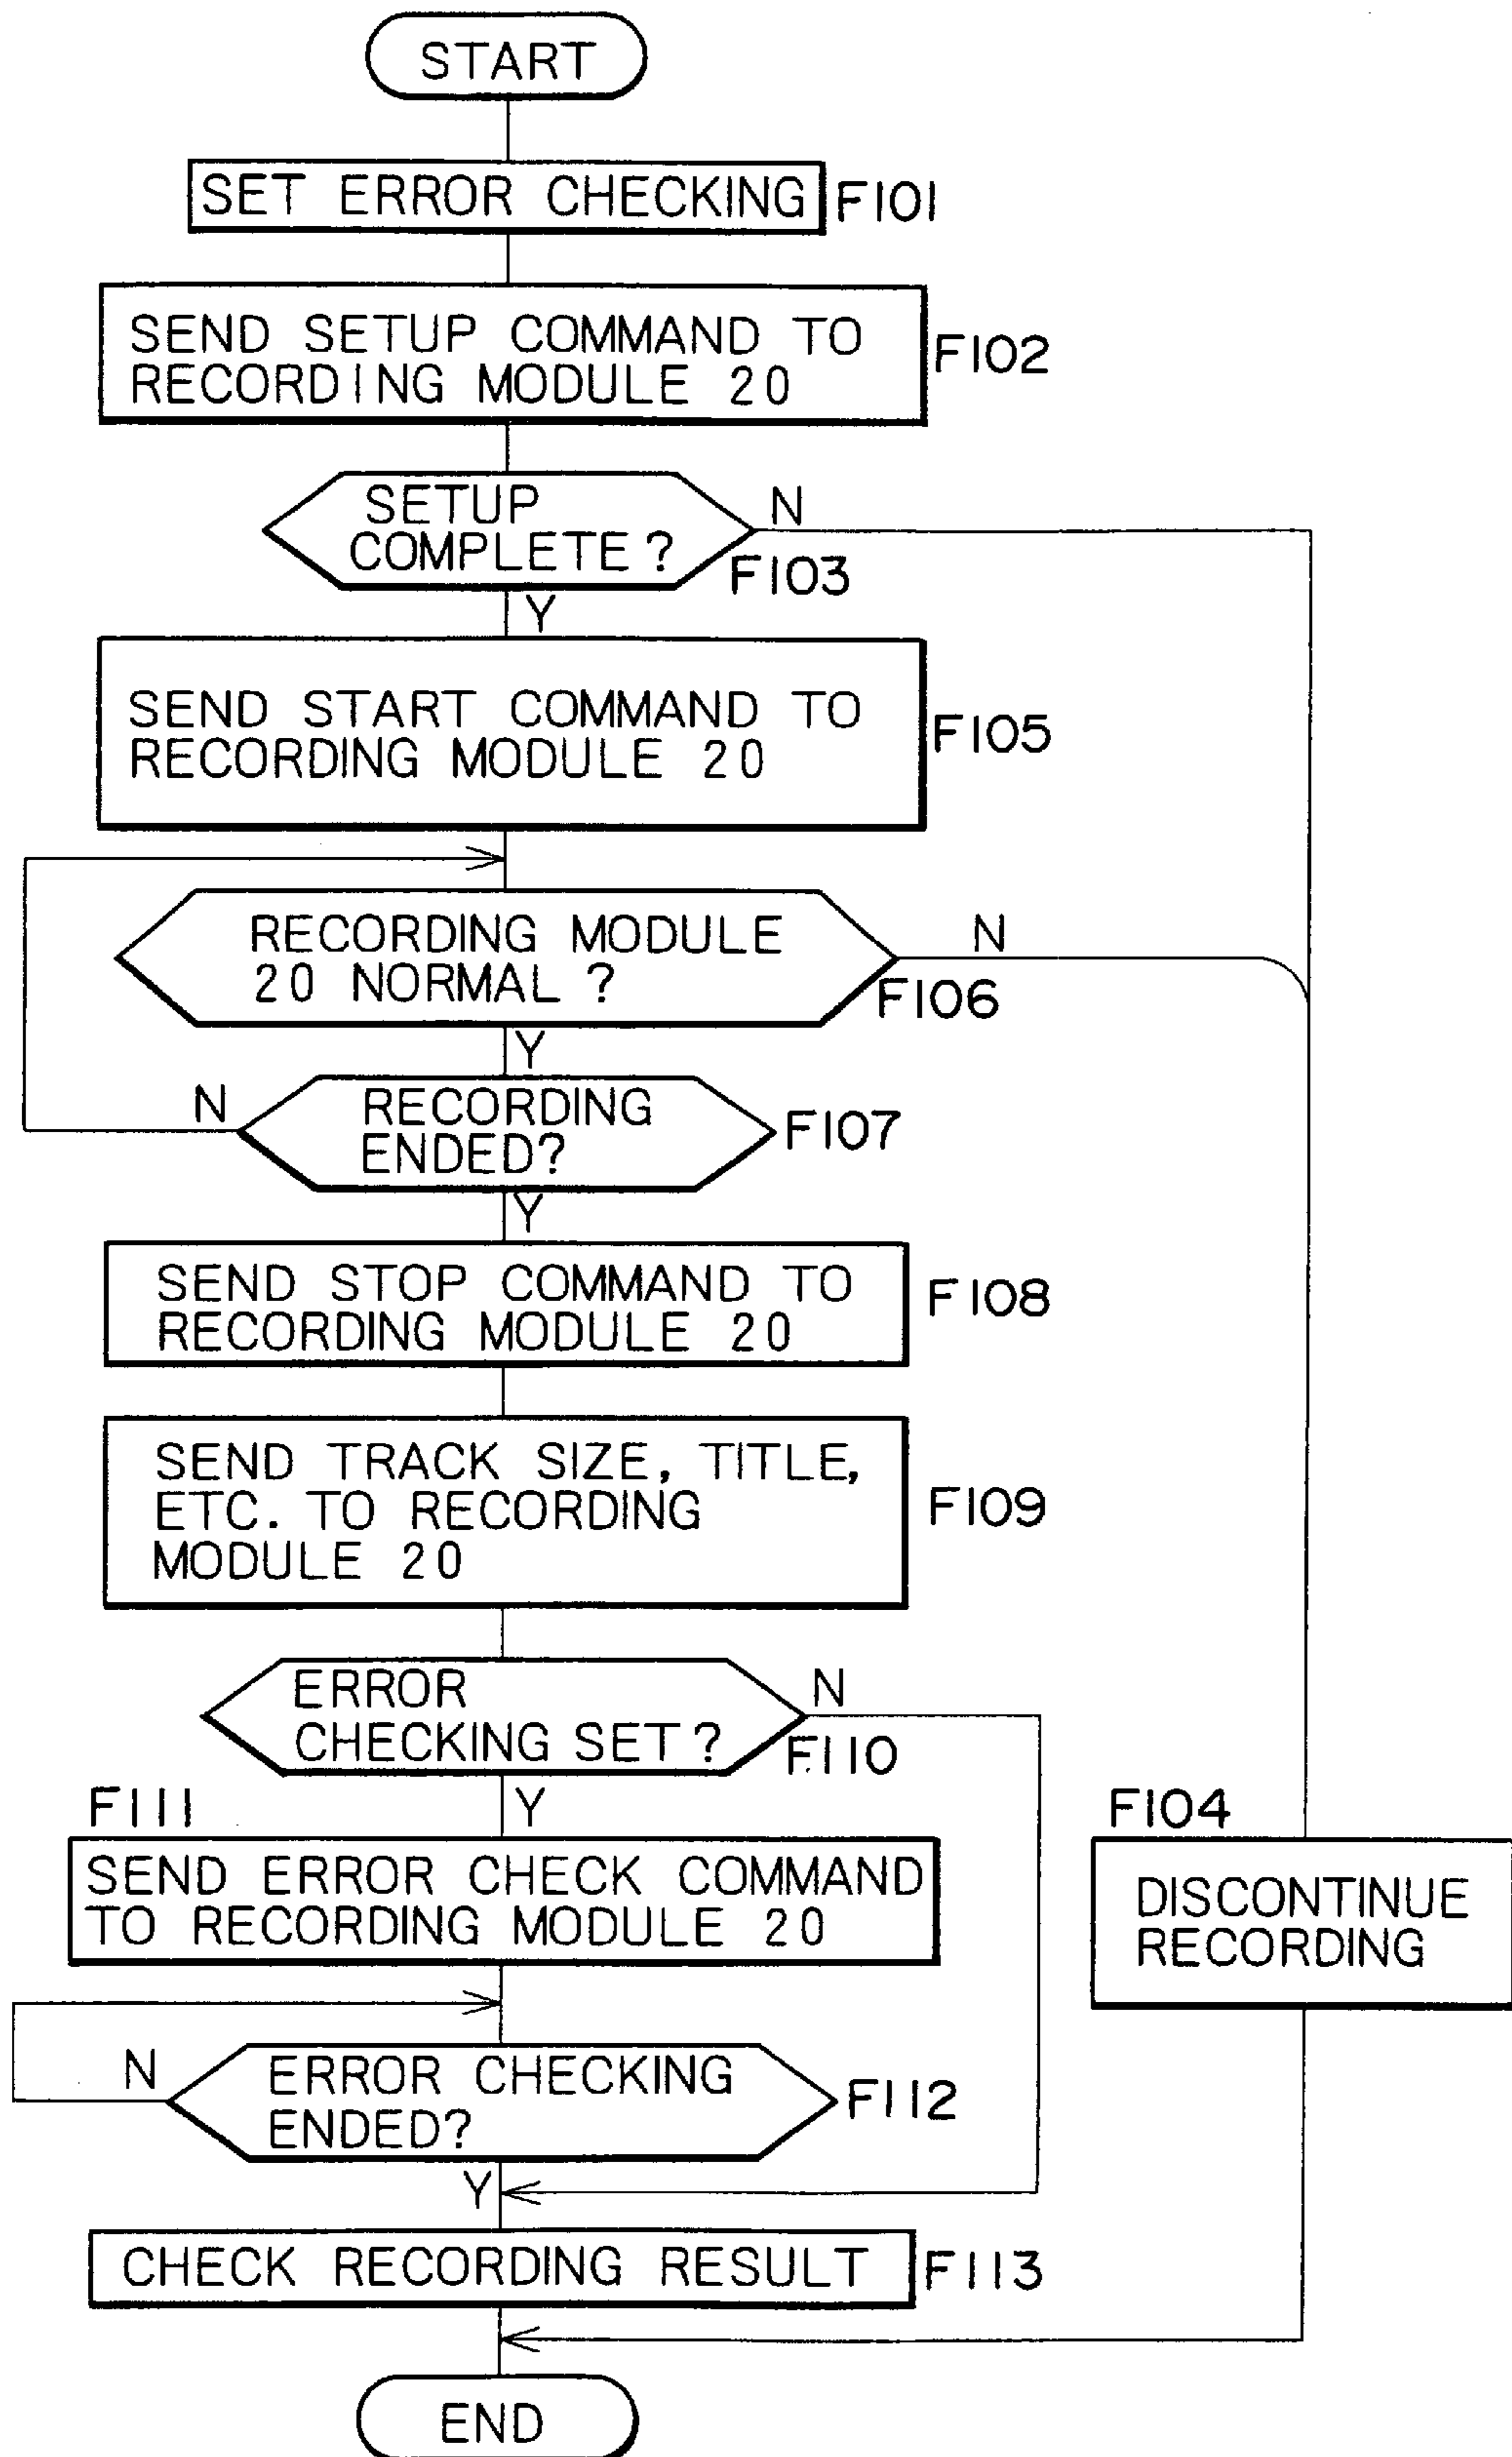 START
SET ERROR CHECKING
F101
SEND SETUP COMMAND TO
RECORDING MODULE 20
F102
SETUP
COMPLETE?
N
F103
Y
SEND START COMMAND TO
RECORDING MODULE 20
F105
RECORDING MODULE
20 NORMAL?
N
F106
Y
RECORDING
ENDED?
N
F107
Y
SEND STOP COMMAND TO
RECORDING MODULE 20
F108
SEND TRACK SIZE, TITLE,
ETC. TO RECORDING
MODULE 20
F109
ERROR
CHECKING SET?
N
F110
Y
F111
SEND ERROR CHECK COMMAND
TO RECORDING MODULE 20
F104
DISCONTINUE
RECORDING
N
ERROR CHECKING
ENDED?
F112
Y
CHECK RECORDING RESULT
F113
END